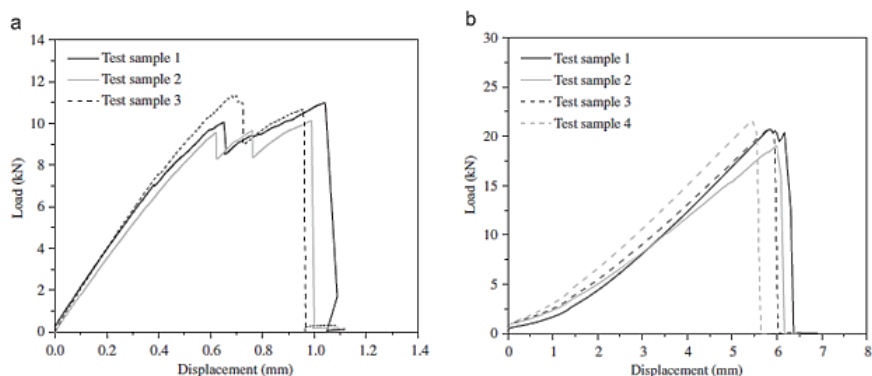 a
14
12
10
8
6
4
2
0
Load (kN)
Test sample 1
Test sample 2
Test sample 3
0.0 0.2 0.4 0.6 0.8 1.0 1.2 1.4
Displacement (mm)
b
30
25
20
15
10
5
0
Load (kN)
Test sample 1
Test sample 2
Test sample 3
Test sample 4
0 1 2 3 4 5 6 7 8
Displacement (mm)